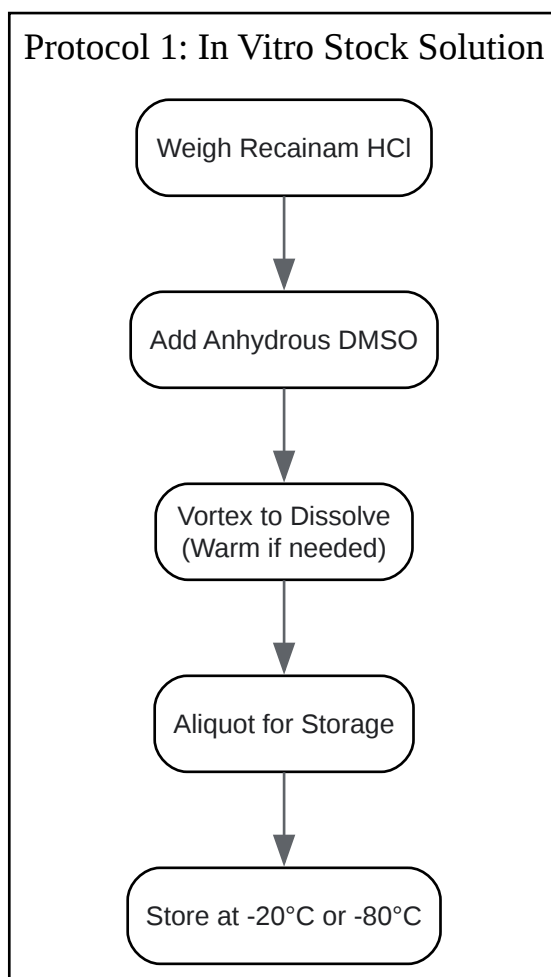 Protocol 1: In Vitro Stock Solution
Weigh Recainam HCl
Add Anhydrous DMSO
Vortex to Dissolve
(Warm if needed)
Aliquot for Storage
Store at -20°C or -80°C